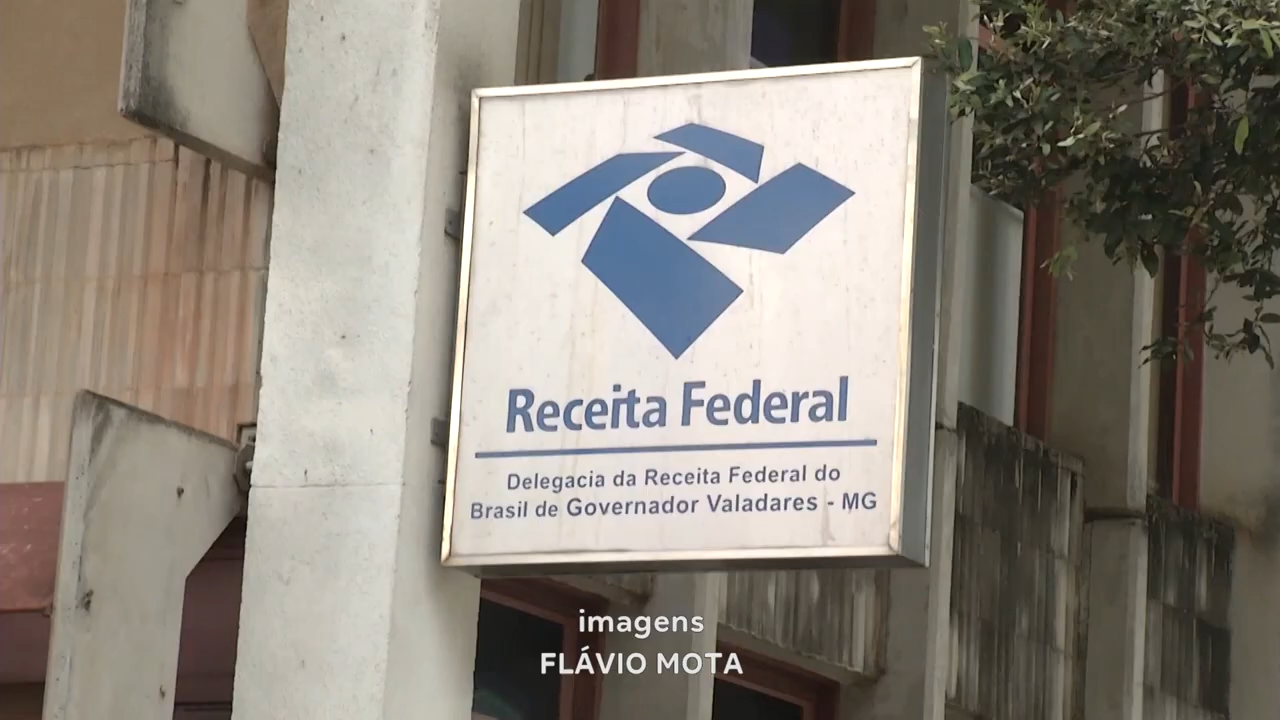 Receita Federal
Delegacia da Receita Federal do
Brasil de Governador Valadares - MG
imagens
FLÁVIO MOTA